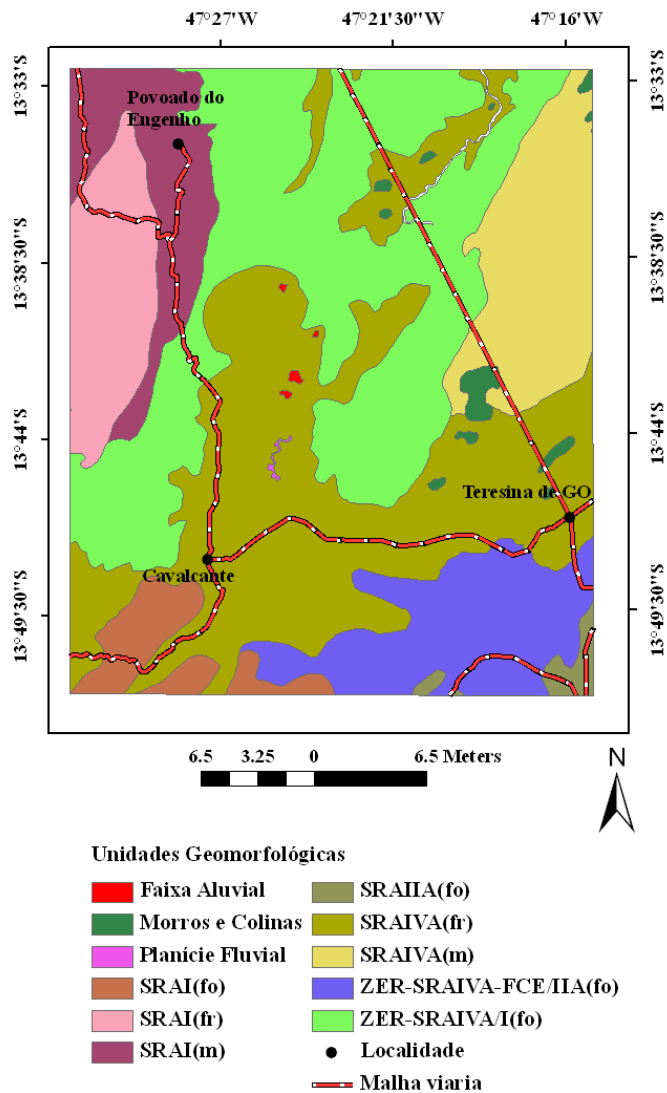 47°27'W 47°21'30''W 47°16'W
13°33'S 13°33'S
Povoado do
Engenho
13°38'30''S 13°38'30''S
13°44'S 13°44'S
Teresina de GO
Cavalcante
13°49'30''S 13°49'30''S
6.5 3.25 0 6.5 Meters
N
Unidades Geomorfológicas
Faixa Aluvial
Morros e Colinas
Planície Fluvial
SRAI(fo)
SRAI(fr)
SRAI(m)
SRAIIA(fo)
SRAIVA(fr)
SRAIVA(m)
ZER-SRAIVA-FCE/IIA(fo)
ZER-SRAIVA/I(fo)
Localidade
Malha viaria